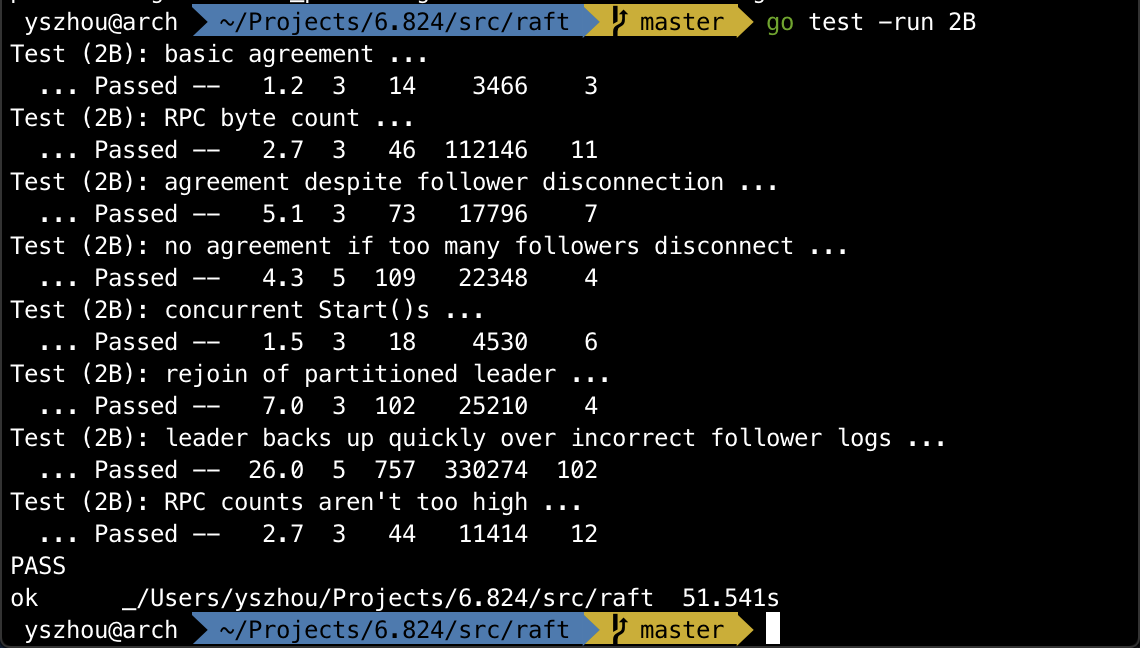 yszhou@arch ~/Projects/6.824/src/raft master go test -run 2B
Test (2B): basic agreement ...
  ... Passed --   1.2  3   14    3466    3
Test (2B): RPC byte count ...
  ... Passed --   2.7  3   46  112146   11
Test (2B): agreement despite follower disconnection ...
  ... Passed --   5.1  3   73   17796    7
Test (2B): no agreement if too many followers disconnect ...
  ... Passed --   4.3  5  109   22348    4
Test (2B): concurrent Start()s ...
  ... Passed --   1.5  3   18    4530    6
Test (2B): rejoin of partitioned leader ...
  ... Passed --   7.0  3  102   25210    4
Test (2B): leader backs up quickly over incorrect follower logs ...
  ... Passed --  26.0  5  757  330274  102
Test (2B): RPC counts aren't too high ...
  ... Passed --   2.7  3   44   11414   12
PASS
ok      _/Users/yszhou/Projects/6.824/src/raft  51.541s
yszhou@arch ~/Projects/6.824/src/raft master